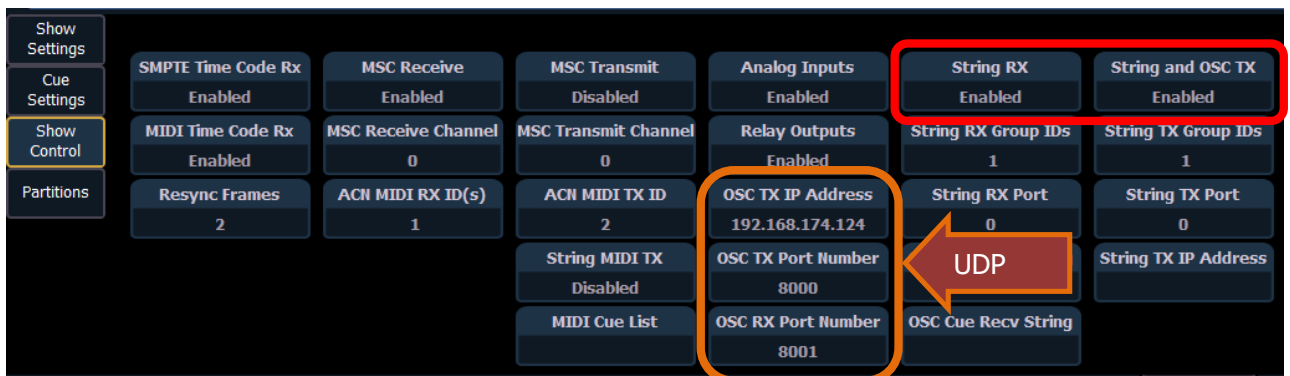 Show
Settings
Cue
Settings
Show
Control
Partitions
SMPTE Time Code Rx
MSC Receive
MSC Transmit
Analog Inputs
String RX
String and OSC TX
Enabled
Enabled
Disabled
Enabled
Enabled
Enabled
MIDI Time Code Rx
MSC Receive Channel
MSC Transmit Channel
Relay Outputs
String RX Group IDs
String TX Group IDs
Enabled
0
0
Enabled
1
1
Resync Frames
ACN MIDI RX ID(s)
ACN MIDI TX ID
OSC TX IP Address
String RX Port
String TX Port
2
1
2
192.168.174.124
0
0
String MIDI TX
OSC TX Port Number
UDP
String TX IP Address
Disabled
8000
MIDI Cue List
OSC RX Port Number
OSC Cue Recv String
8001